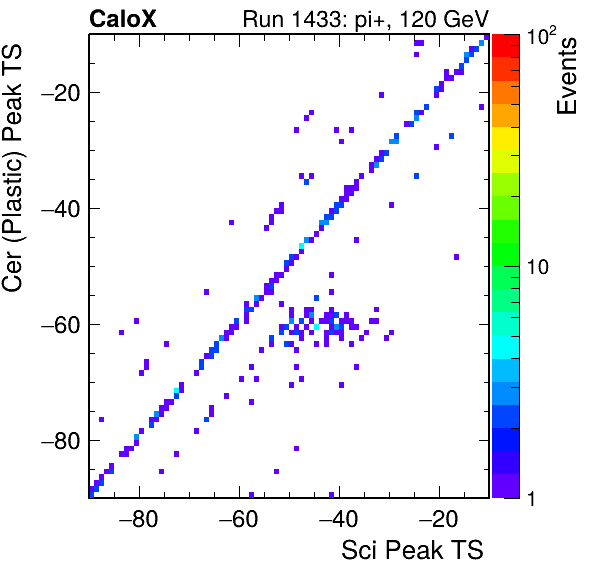 CaloX Run 1433: pi+, 120 GeV
Cer (Plastic) Peak TS
Events
10²
10
1
−20
−40
−60
−80
−80 −60 −40 −20
Sci Peak TS